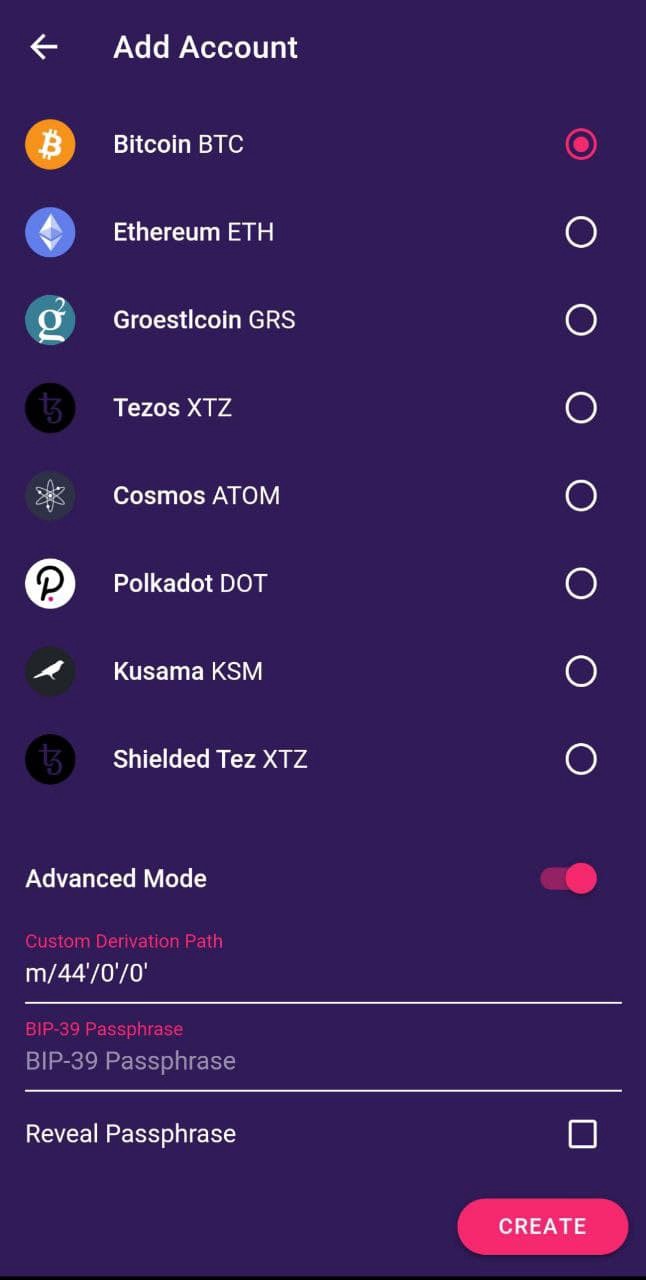 Add Account
Bitcoin BTC
Ethereum ETH
Groestlcoin GRS
Tezos XTZ
Cosmos ATOM
Polkadot DOT
Kusama KSM
Shielded Tez XTZ
Advanced Mode
Custom Derivation Path
m/44'/0'/0'
BIP-39 Passphrase
BIP-39 Passphrase
Reveal Passphrase
CREATE